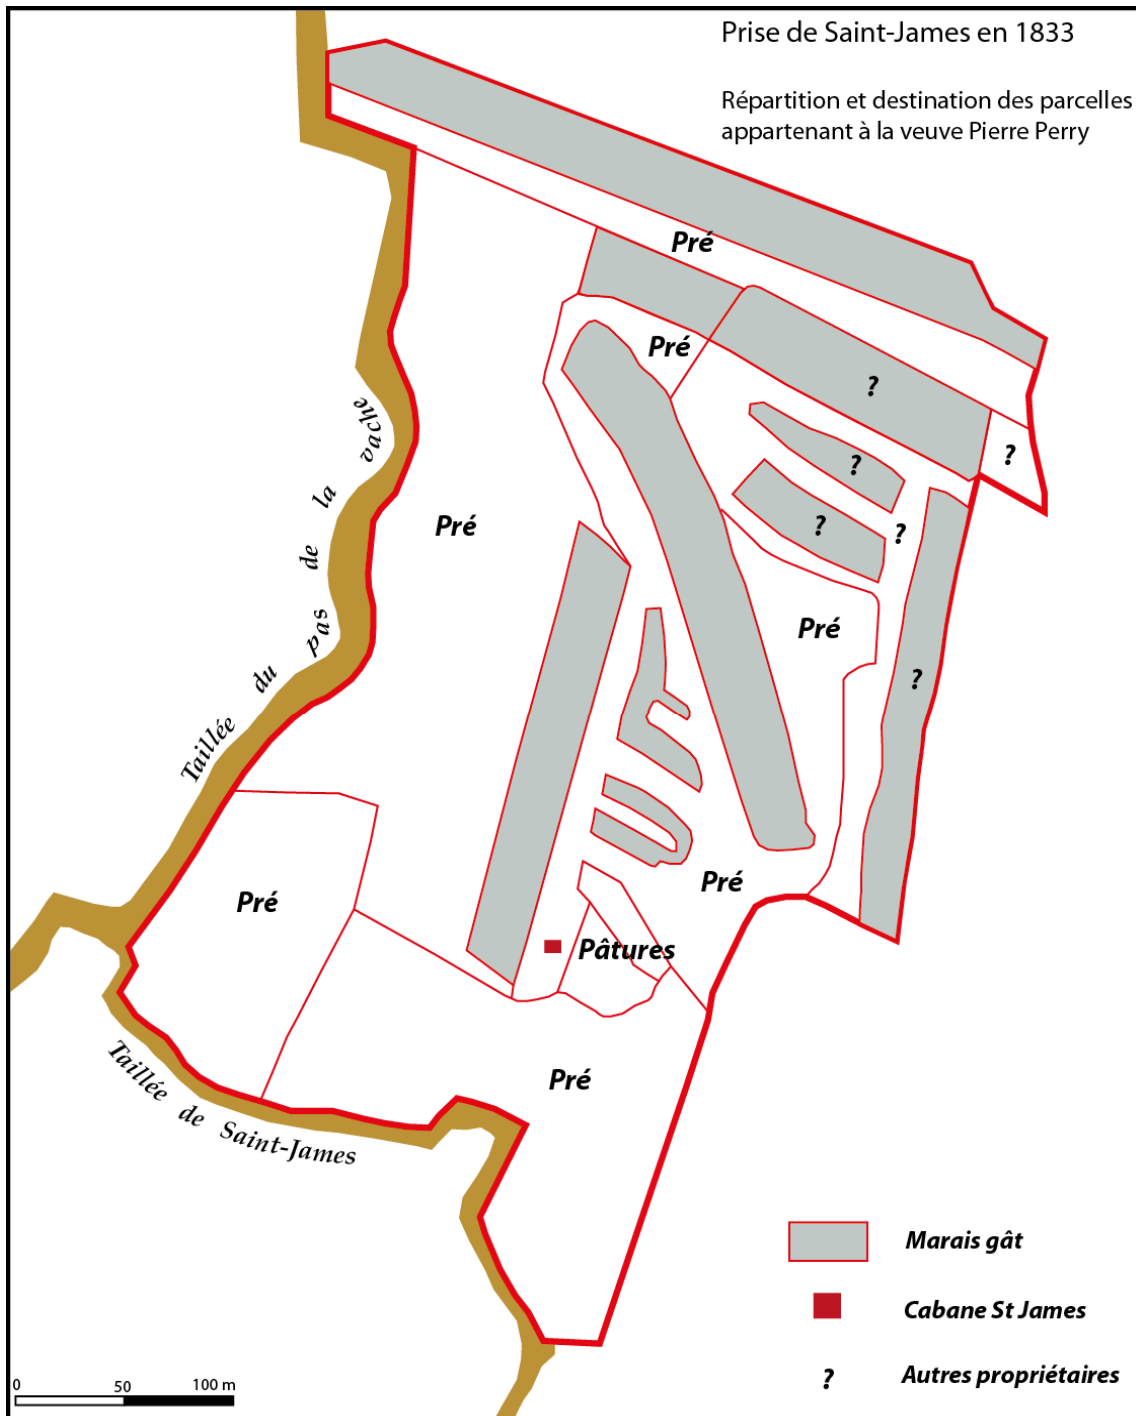 Prise de Saint-James en 1833
Répartition et destination des parcelles
appartenant à la veuve Pierre Perry
Pré
Pré
?
?
?
?
?
?
Pré
Pré
Pré
Pré
Pâtures
Pré
Pré
Taillée du pas de la vache
Taillée de Saint-James
Marais gât
Cabane St James
? Autres propriétaires
0 50 100 m